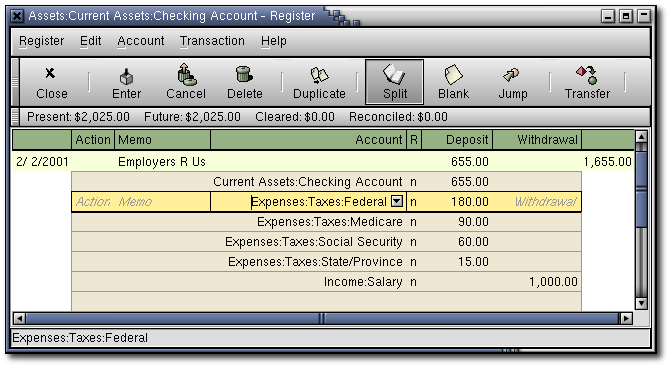 Assets:Current Assets:Checking Account - Register
Register Edit Account Transaction Help
Close Enter Cancel Delete Duplicate Split Blank Jump Transfer
Present: $2,025.00 Future: $2,025.00 Cleared: $0.00 Reconciled: $0.00
Action Memo Account R Deposit Withdrawal
2/ 2/2001 Employers R Us 655.00 1,655.00
Current Assets:Checking Account n 655.00
Action Memo Expenses:Taxes:Federal n 180.00 Withdrawal
Expenses:Taxes:Medicare n 90.00
Expenses:Taxes:Social Security n 60.00
Expenses:Taxes:State/Province n 15.00
Income:Salary n 1,000.00
Expenses:Taxes:Federal